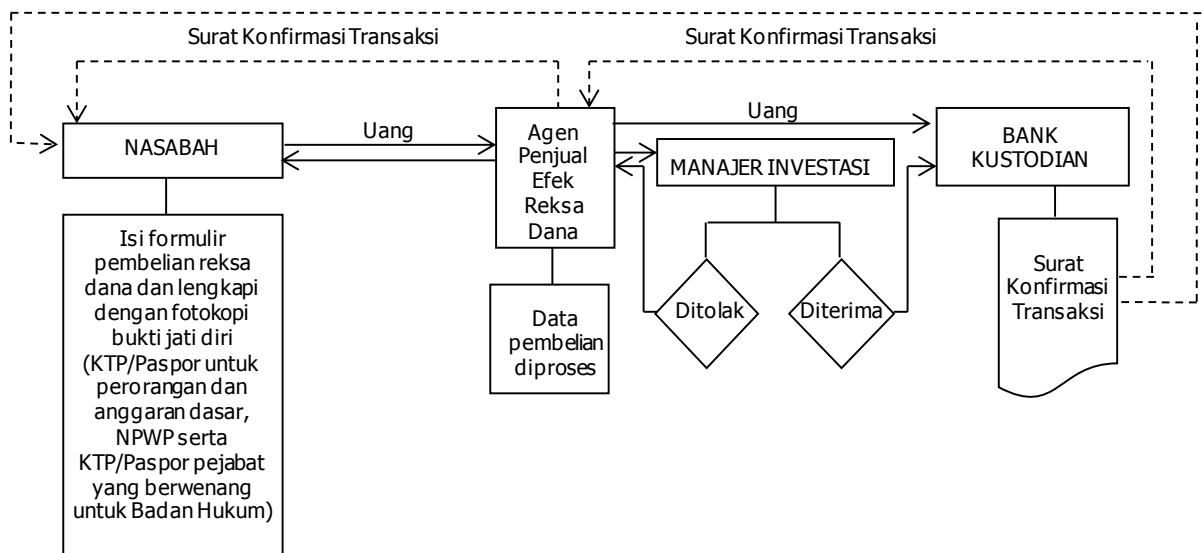 Surat Konfirmasi Transaksi
Surat Konfirmasi Transaksi
NASABAH
Uang
Agen
Penjual
Efek
Reksa
Dana
Uang
MANAJER INVESTASI
BANK
KUSTODIAN
Isi formulir
pembelian reksa
dana dan lengkapi
dengan fotokopi
bukti jati diri
(KTP/Paspor untuk
perorangan dan
anggaran dasar,
NPWP serta
KTP/Paspor pejabat
yang berwenang
untuk Badan Hukum)
Data
pembelian
diproses
Ditolak
Diterima
Surat
Konfirmasi
Transaksi